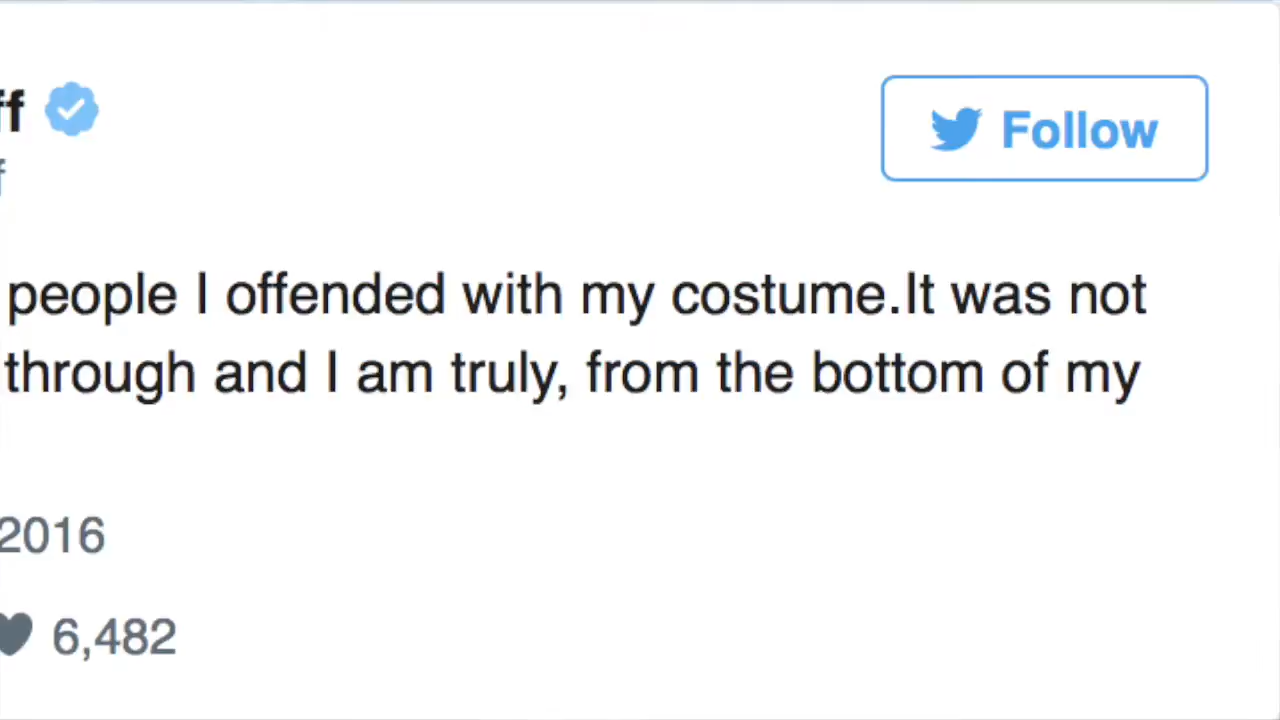 ff
Follow
f
people I offended with my costume.It was not
through and I am truly, from the bottom of my
2016
6,482